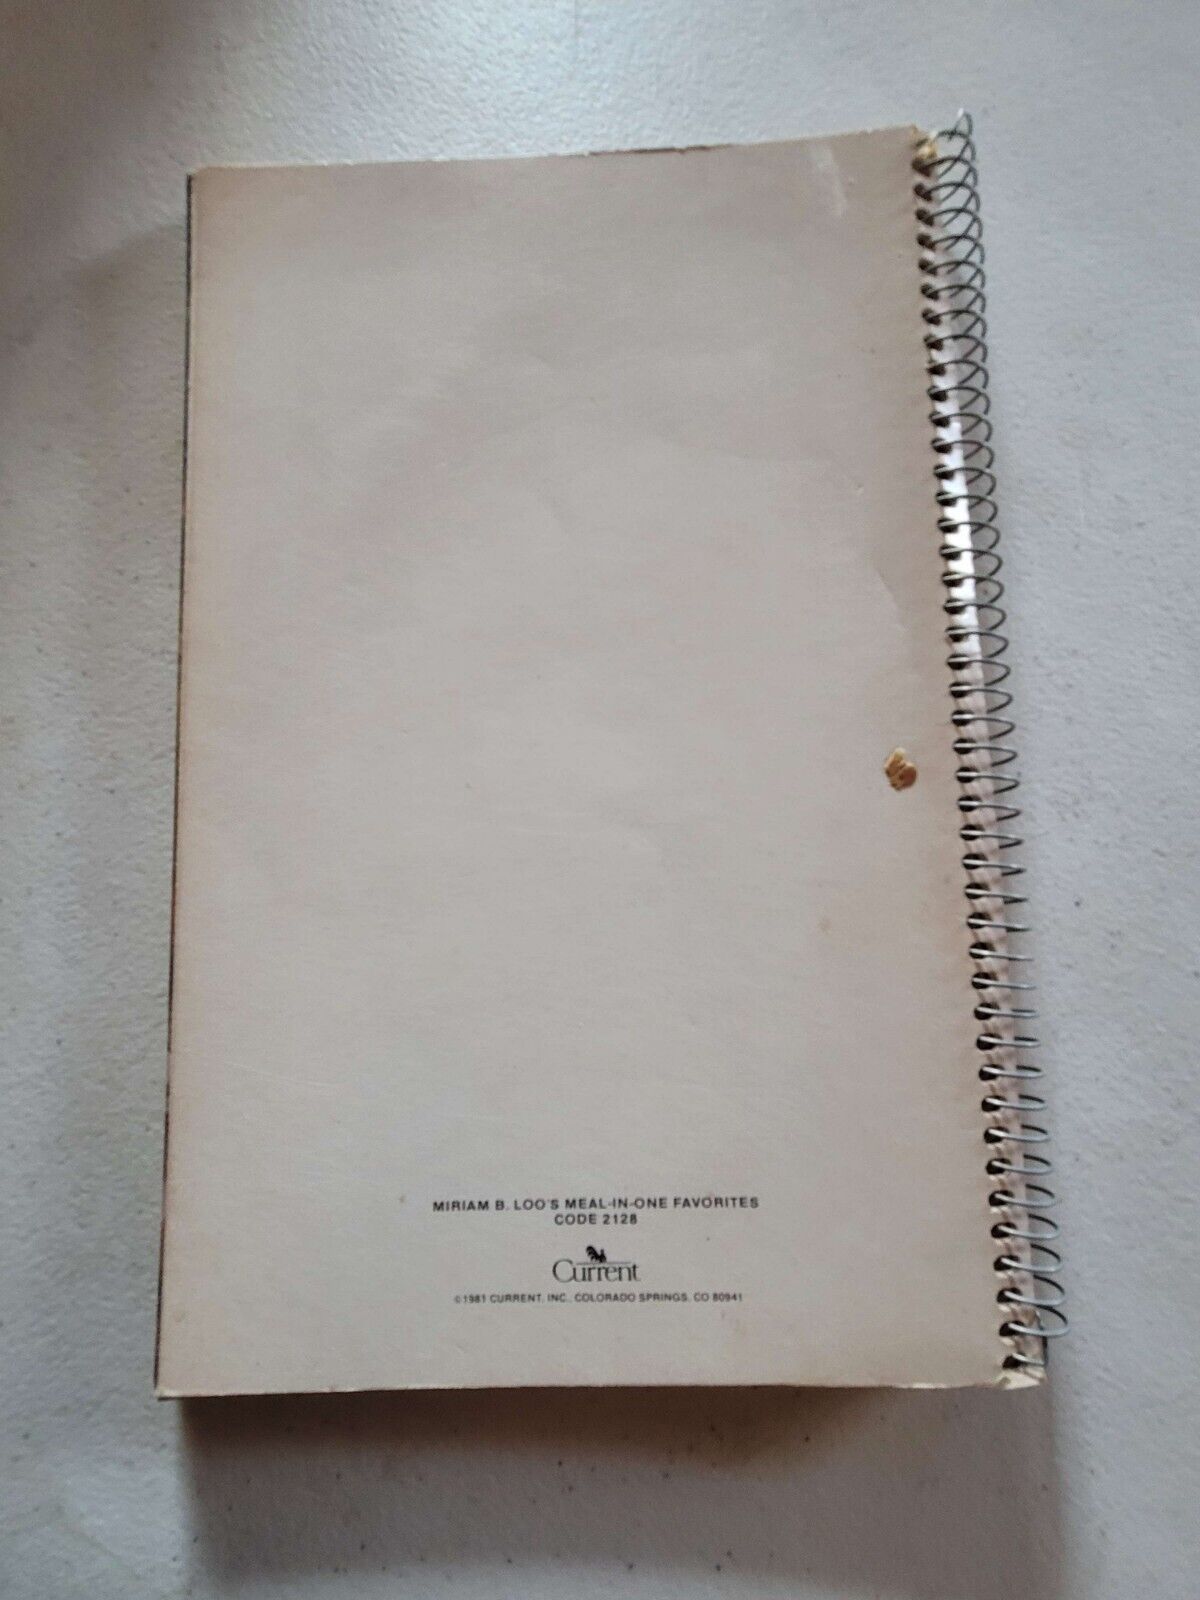 MIRIAM B. LOO'S MEAL-IN-ONE FAVORITES
CODE 2128
Current
©1981 CURRENT, INC., COLORADO SPRINGS, CO 80941